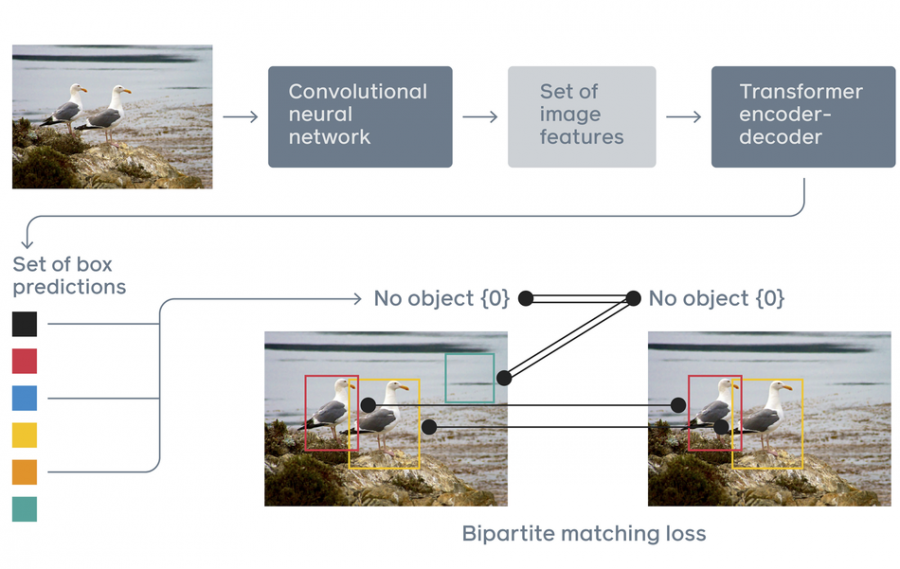 Convolutional
neural
network
Set of
image
features
Transformer
encoder-
decoder
Set of box
predictions
No object {0}
No object {0}
Bipartite matching loss